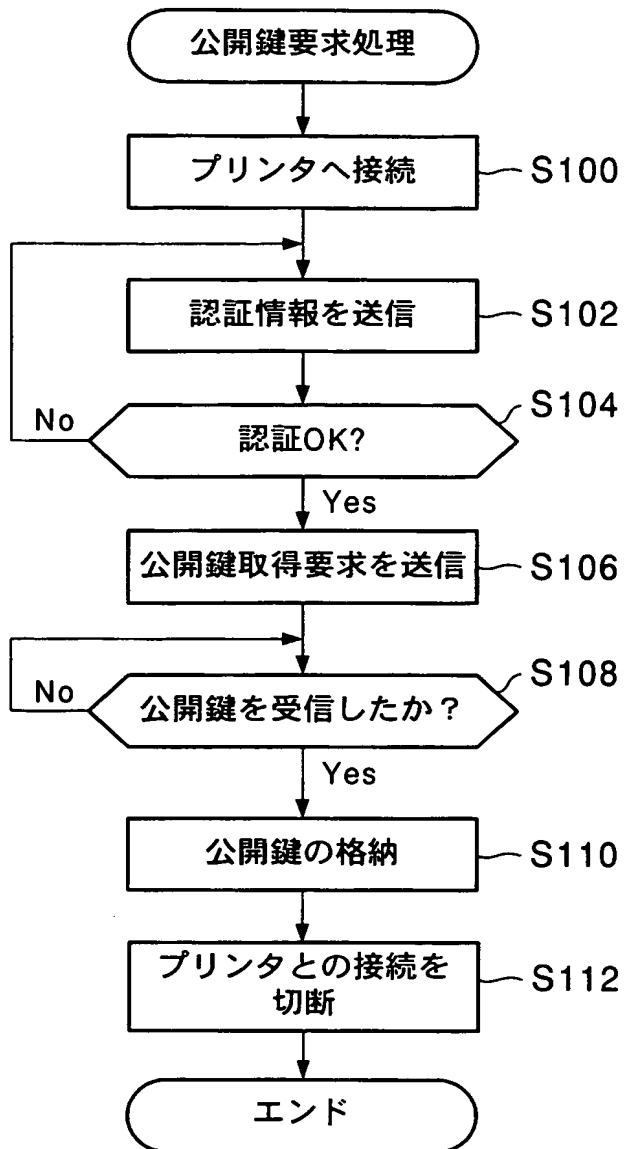 公開鍵要求処理
プリンタへ接続
S100
認証情報を送信
S102
S104
No
認証OK?
Yes
公開鍵取得要求を送信
S106
S108
No
公開鍵を受信したか？
Yes
公開鍵の格納
S110
プリンタとの接続を
切断
S112
エンド